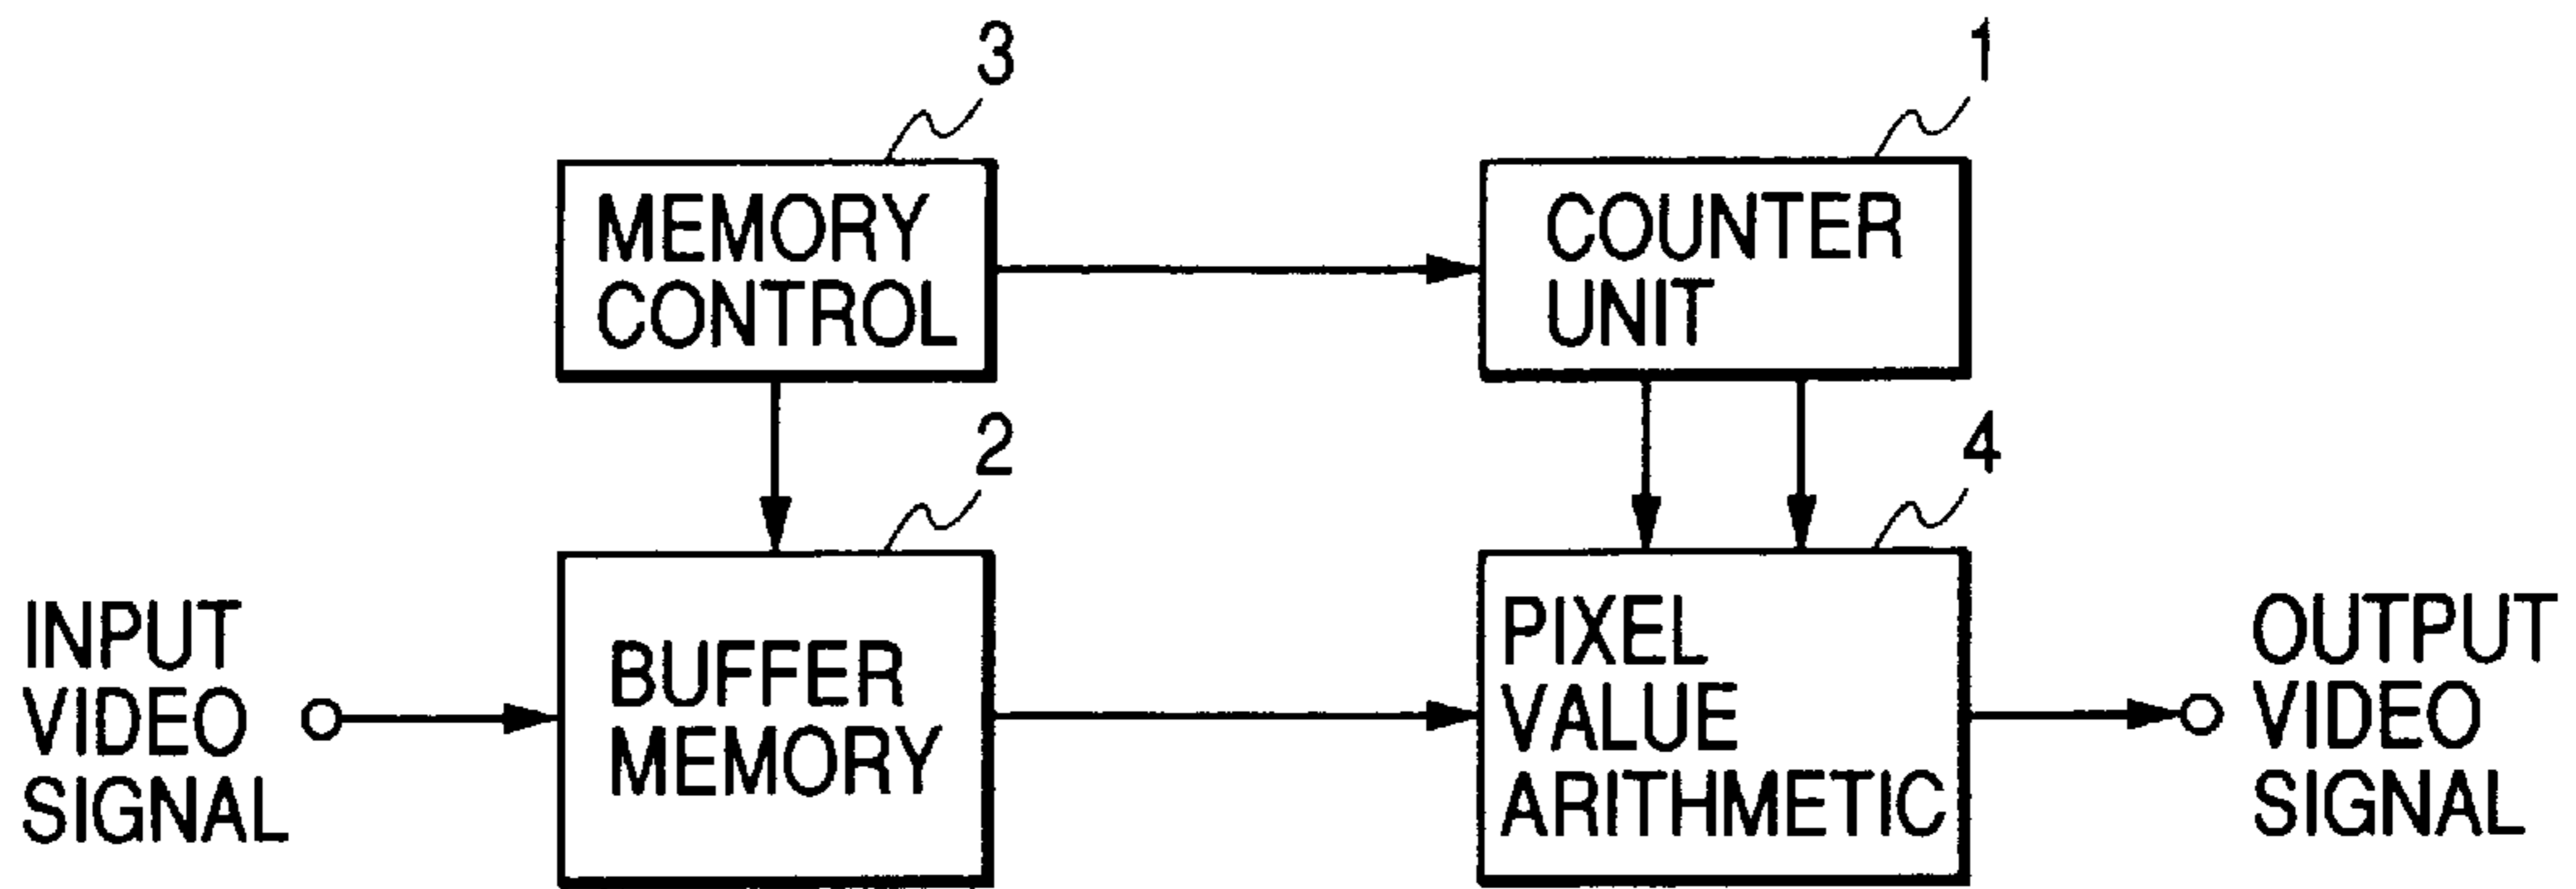 3
1
MEMORY
CONTROL
COUNTER
UNIT
2
4
INPUT
VIDEO
SIGNAL
BUFFER
MEMORY
PIXEL
VALUE
ARITHMETIC
OUTPUT
VIDEO
SIGNAL